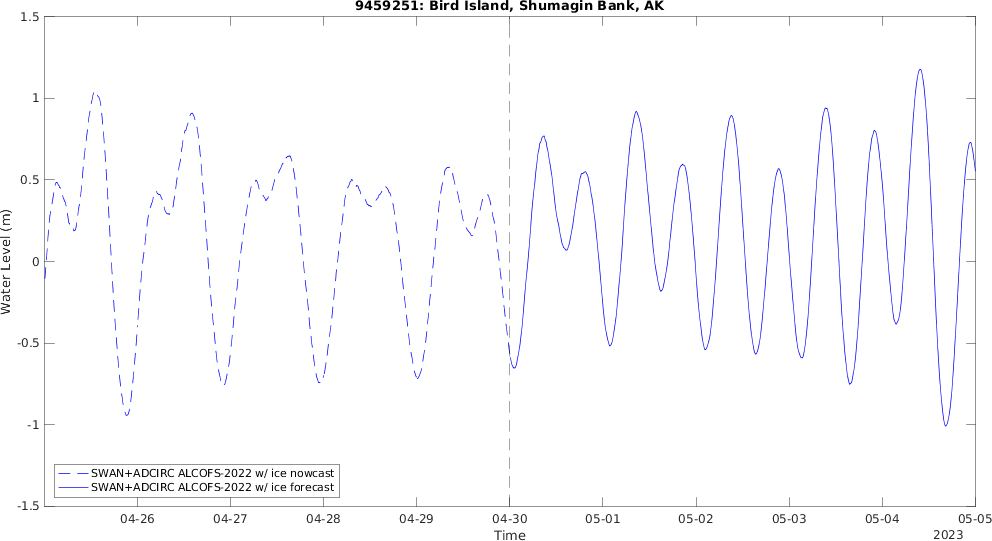 9459251: Bird Island, Shumagin Bank, AK
1.5
1
0.5
0
-0.5
-1
-1.5
Water Level (m)
SWAN+ADCIRC ALCOFS-2022 w/ ice nowcast
SWAN+ADCIRC ALCOFS-2022 w/ ice forecast
04-26 04-27 04-28 04-29 04-30 05-01 05-02 05-03 05-04 05-05
Time
2023